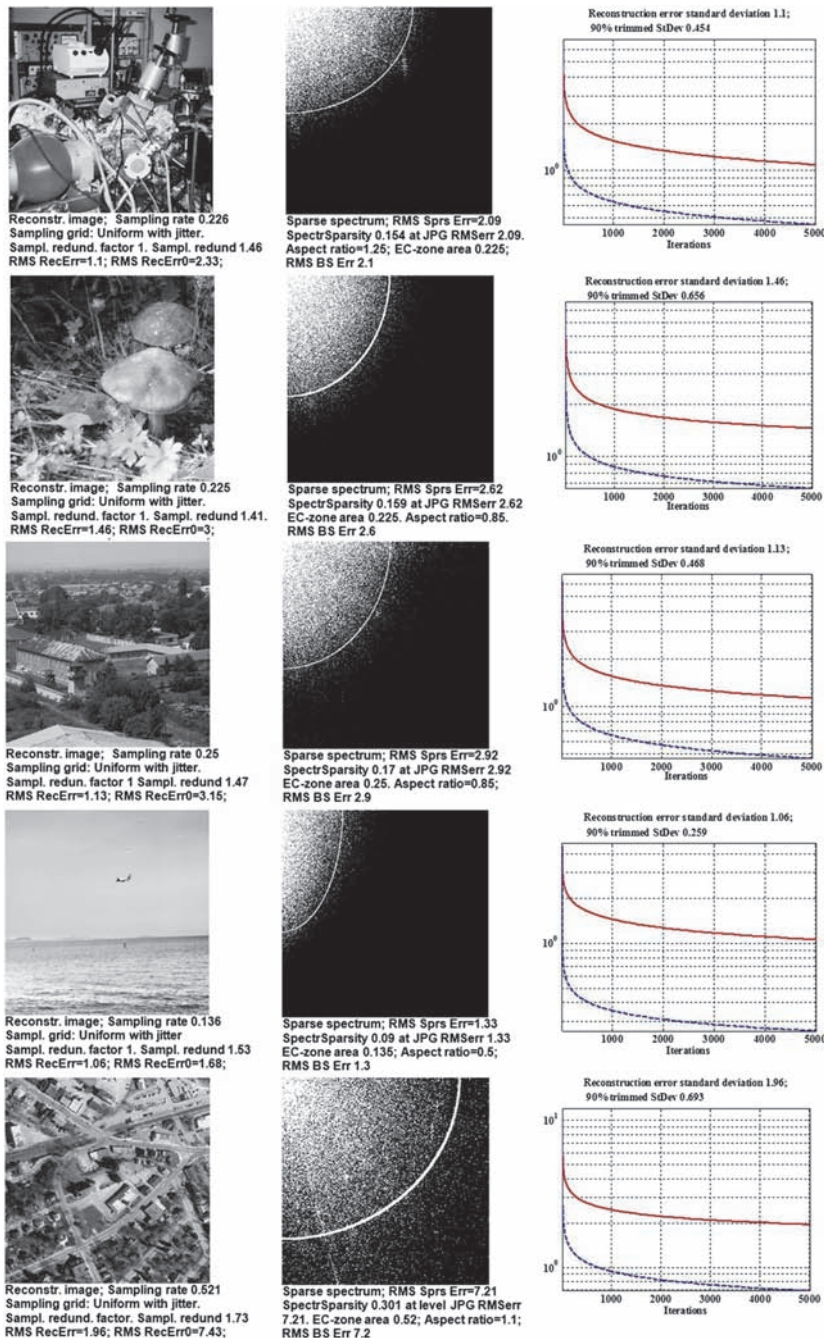 Reconstr. image; Sampling rate 0.226
Sampling grid: Uniform with jitter.
Sampl. redund. factor 1. Sampl. redund 1.46
RMS RecErr=1.1; RMS RecErr0=2.33;
Sparse spectrum; RMS Sprs Err=2.09
SpectrSparsity 0.154 at JPG RMSerr 2.09.
Aspect ratio=1.25; EC-zone area 0.225;
RMS BS Err 2.1
Reconstruction error standard deviation 1.1;
90% trimmed StDev 0.454
10⁰
1000 2000 3000 4000 5000
Iterations
Reconstr. image; Sampling rate 0.225
Sampling grid: Uniform with jitter.
Sampl. redund. factor 1. Sampl. redund 1.41.
RMS RecErr=1.46; RMS RecErr0=3;
Sparse spectrum; RMS Sprs Err=2.62
SpectrSparsity 0.159 at JPG RMSerr 2.62
EC-zone area 0.225. Aspect ratio=0.85.
RMS BS Err 2.6
Reconstruction error standard deviation 1.46;
90% trimmed StDev 0.656
10⁰
1000 2000 3000 4000 5000
Iterations
Reconstr. image; Sampling rate 0.25
Sampling grid: Uniform with jitter.
Sampl. redun. factor 1 Sampl. redund 1.47
RMS RecErr=1.13; RMS RecErr0=3.15;
Sparse spectrum; RMS Sprs Err=2.92
SpectrSparsity 0.17 at JPG RMSerr 2.92
EC-zone area 0.25. Aspect ratio=0.85;
RMS BS Err 2.9
Reconstruction error standard deviation 1.13;
90% trimmed StDev 0.468
10⁰
1000 2000 3000 4000 5000
Iterations
Reconstr. image; Sampling rate 0.136
Sampl. grid: Uniform with jitter
Sampl. redun. factor 1. Sampl. redund 1.53
RMS RecErr=1.06; RMS RecErr0=1.68;
Sparse spectrum; RMS Sprs Err=1.33
SpectrSparsity 0.09 at JPG RMSerr 1.33
EC-zone area 0.135; Aspect ratio=0.5;
RMS BS Err 1.3
Reconstruction error standard deviation 1.06;
90% trimmed StDev 0.259
10⁰
1000 2000 3000 4000 5000
Iterations
Reconstr. image; Sampling rate 0.521
Sampling grid: Uniform with jitter.
Sampl. redund. factor. Sampl. redund 1.73
RMS RecErr=1.96; RMS RecErr0=7.43;
Sparse spectrum; RMS Sprs Err=7.21
SpectrSparsity 0.301 at level JPG RMSerr
7.21. EC-zone area 0.52; Aspect ratio=1.1;
RMS BS Err 7.2
Reconstruction error standard deviation 1.96;
90% trimmed StDev 0.693
10¹
10⁰
1000 2000 3000 4000 5000
Iterations